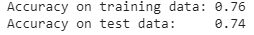 Accuracy on training data: 0.76
Accuracy on test data:     0.74